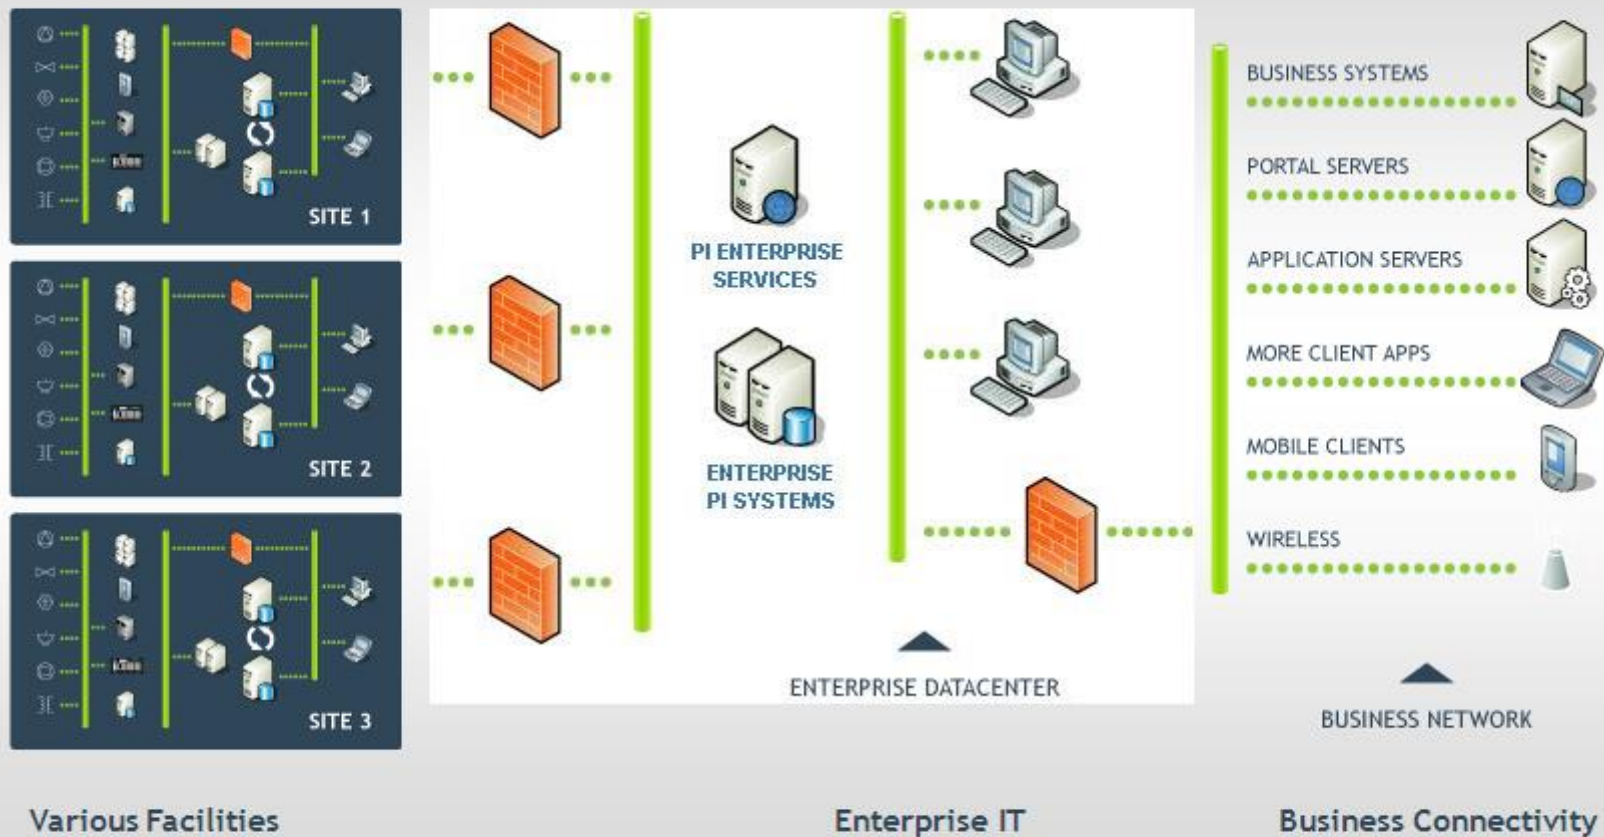 SITE 1
SITE 2
SITE 3
PI ENTERPRISE
SERVICES
ENTERPRISE
PI SYSTEMS
ENTERPRISE DATACENTER
BUSINESS SYSTEMS
PORTAL SERVERS
APPLICATION SERVERS
MORE CLIENT APPS
MOBILE CLIENTS
WIRELESS
BUSINESS NETWORK
Various Facilities
Enterprise IT
Business Connectivity